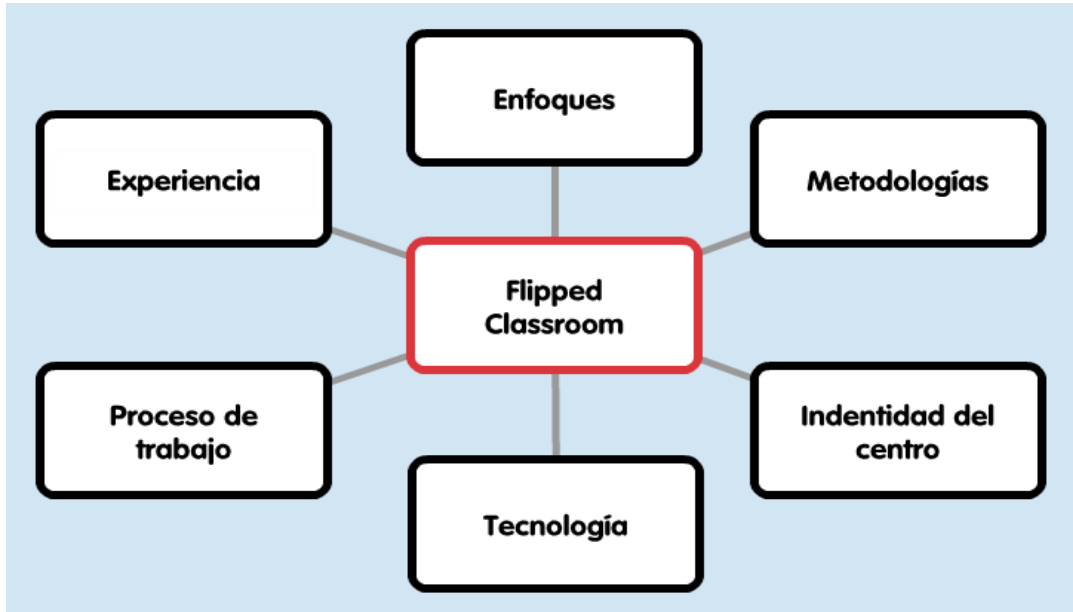 Enfoques
Experiencia
Metodologías
Flipped
Classroom
Proceso de
trabajo
Indentidad del
centro
Tecnología